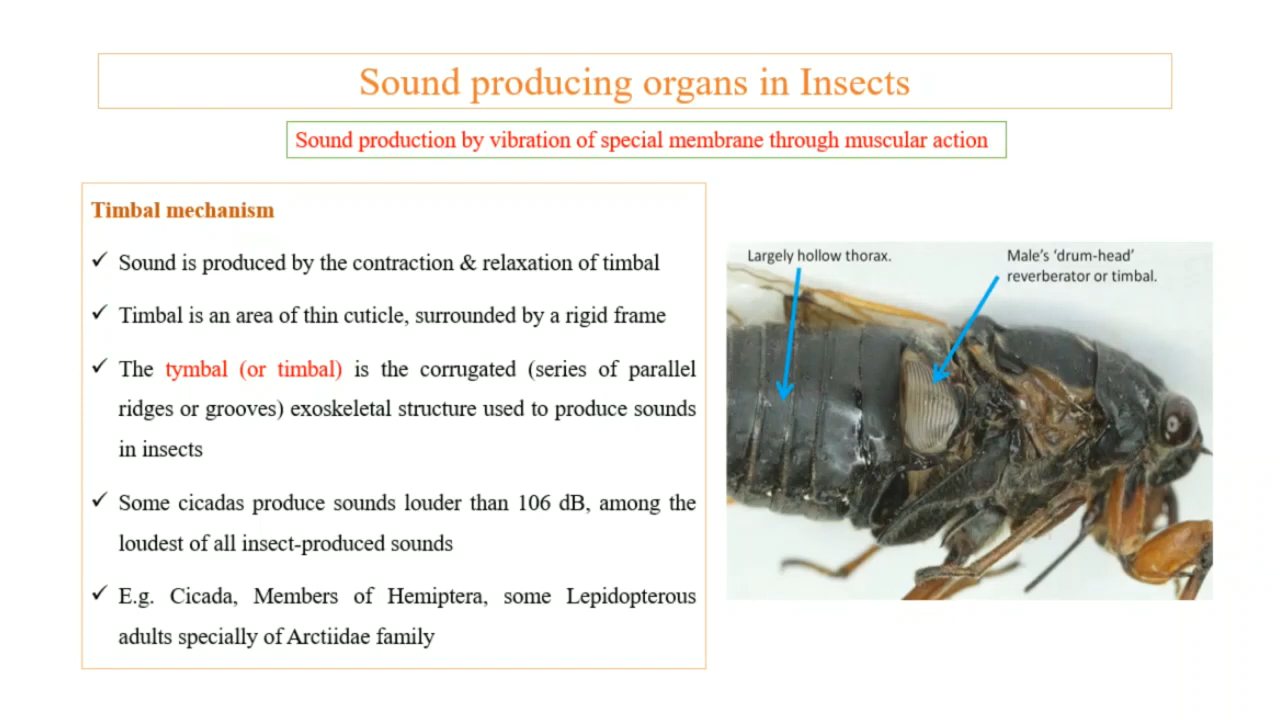 Sound producing organs in Insects
Sound production by vibration of special membrane through muscular action
Timbal mechanism
✓ Sound is produced by the contraction & relaxation of timbal
✓ Timbal is an area of thin cuticle, surrounded by a rigid frame
✓ The tymbal (or timbal) is the corrugated (series of parallel
ridges or grooves) exoskeletal structure used to produce sounds
in insects
✓ Some cicadas produce sounds louder than 106 dB, among the
loudest of all insect-produced sounds
✓ E.g. Cicada, Members of Hemiptera, some Lepidopterous
adults specially of Arctiidae family
Largely hollow thorax.
Male's 'drum-head'
reverberator or timbal.